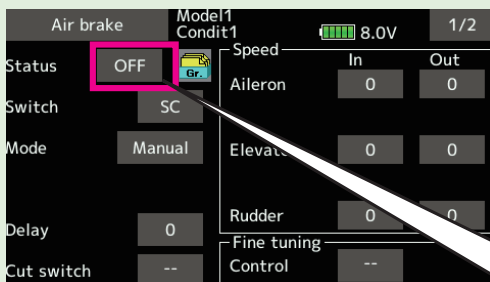 Air brake
Model1
Condit1
8.0V
1/2
Status
OFF
Gr.
Switch
SC
Mode
Manual
Delay
0
Cut switch
--
Speed
In
Out
Aileron
0
0
0
0
Rudder
0
0
Fine tuning
Control
--